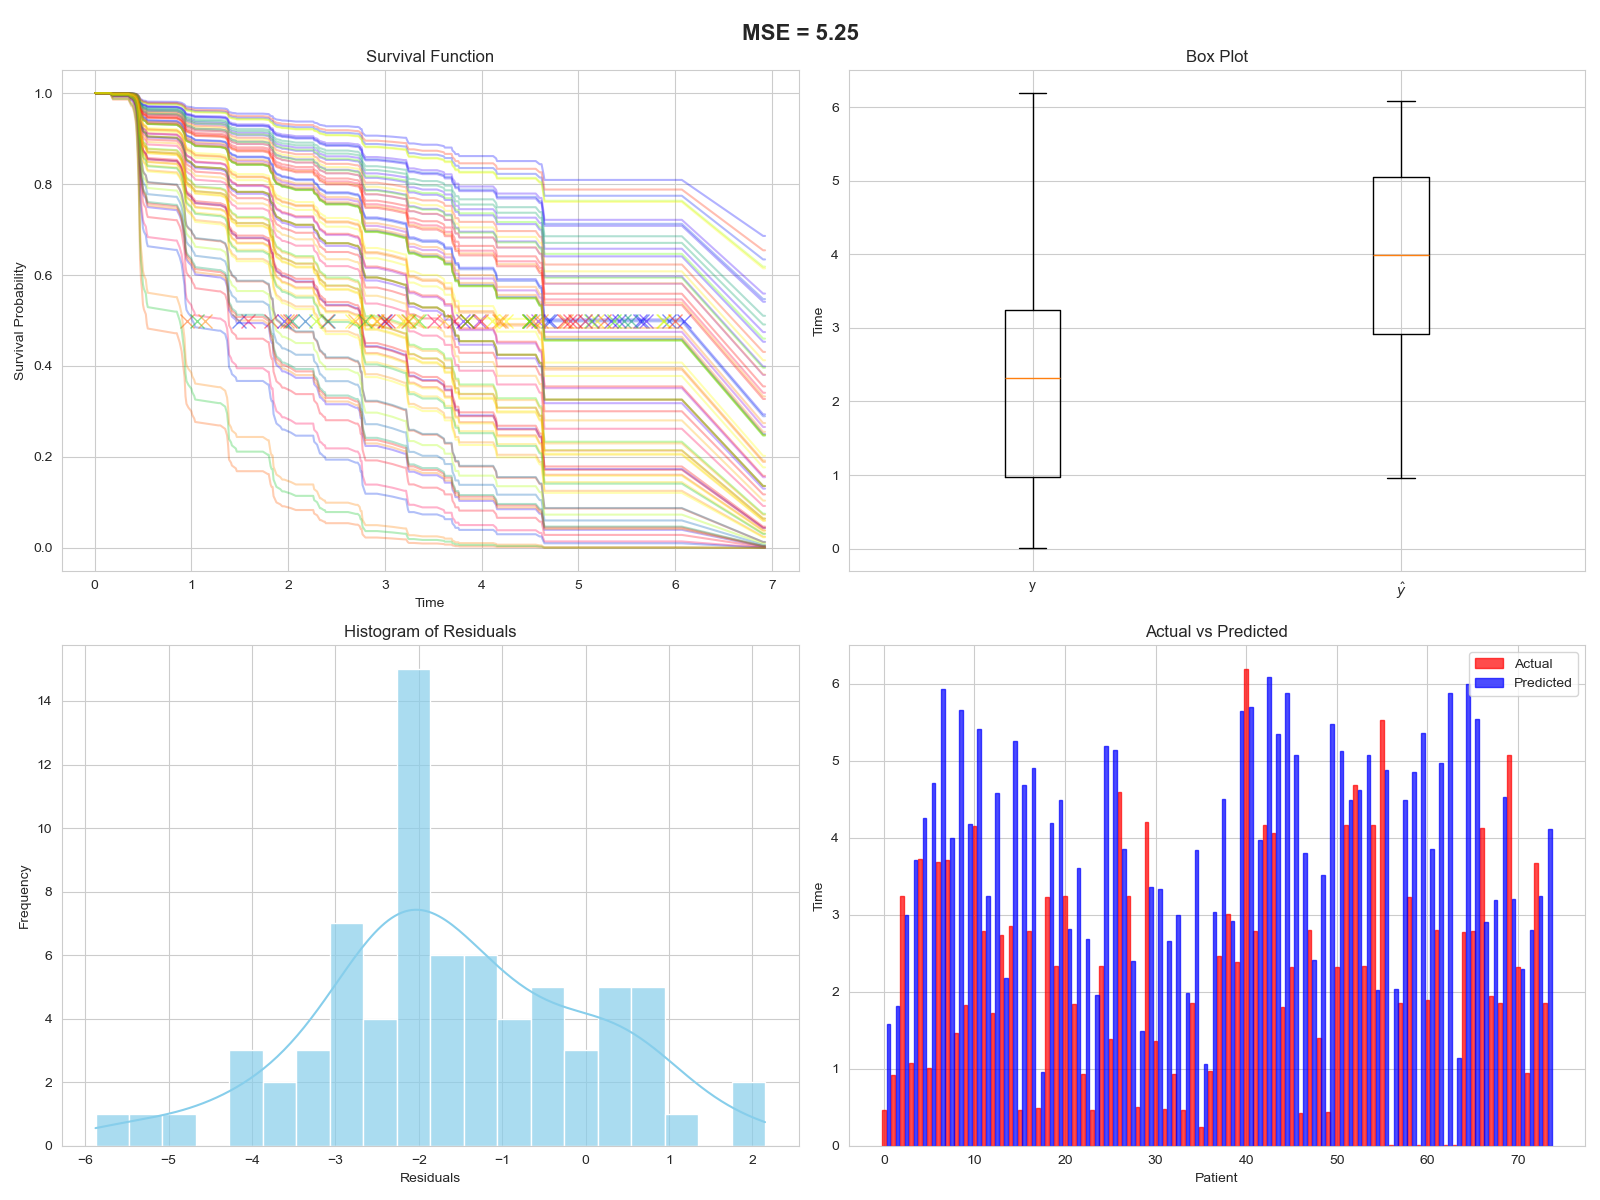 MSE = 5.25
Survival Function
Survival Probability
1.0
0.8
0.6
0.4
0.2
0.0
0 1 2 3 4 5 6 7
Time
Box Plot
Time
6
5
4
3
2
1
0
y ŷ
Histogram of Residuals
Frequency
14
12
10
8
6
4
2
0
−6 −5 −4 −3 −2 −1 0 1 2
Residuals
Actual vs Predicted
Actual
Predicted
Time
6
5
4
3
2
1
0
0 10 20 30 40 50 60 70
Patient